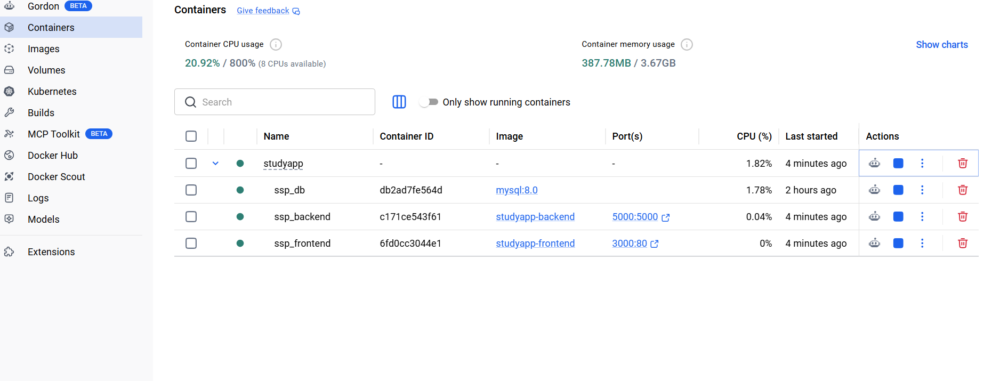 Gordon BETA
Containers
Images
Volumes
Kubernetes
Builds
MCP Toolkit BETA
Docker Hub
Docker Scout
Logs
Models
Extensions
Containers Give feedback
Container CPU usage
20.92% / 800% (8 CPUs available)
Container memory usage
387.78MB / 3.67GB
Show charts
Search
Only show running containers
Name Container ID Image Port(s) CPU (%) Last started Actions
studyapp - - - 1.82% 4 minutes ago
ssp_db db2ad7fe564d mysql:8.0 1.78% 2 hours ago
ssp_backend c171ce543f61 studyapp-backend 5000:5000 0.04% 4 minutes ago
ssp_frontend 6fd0cc3044e1 studyapp-frontend 3000:80 0% 4 minutes ago